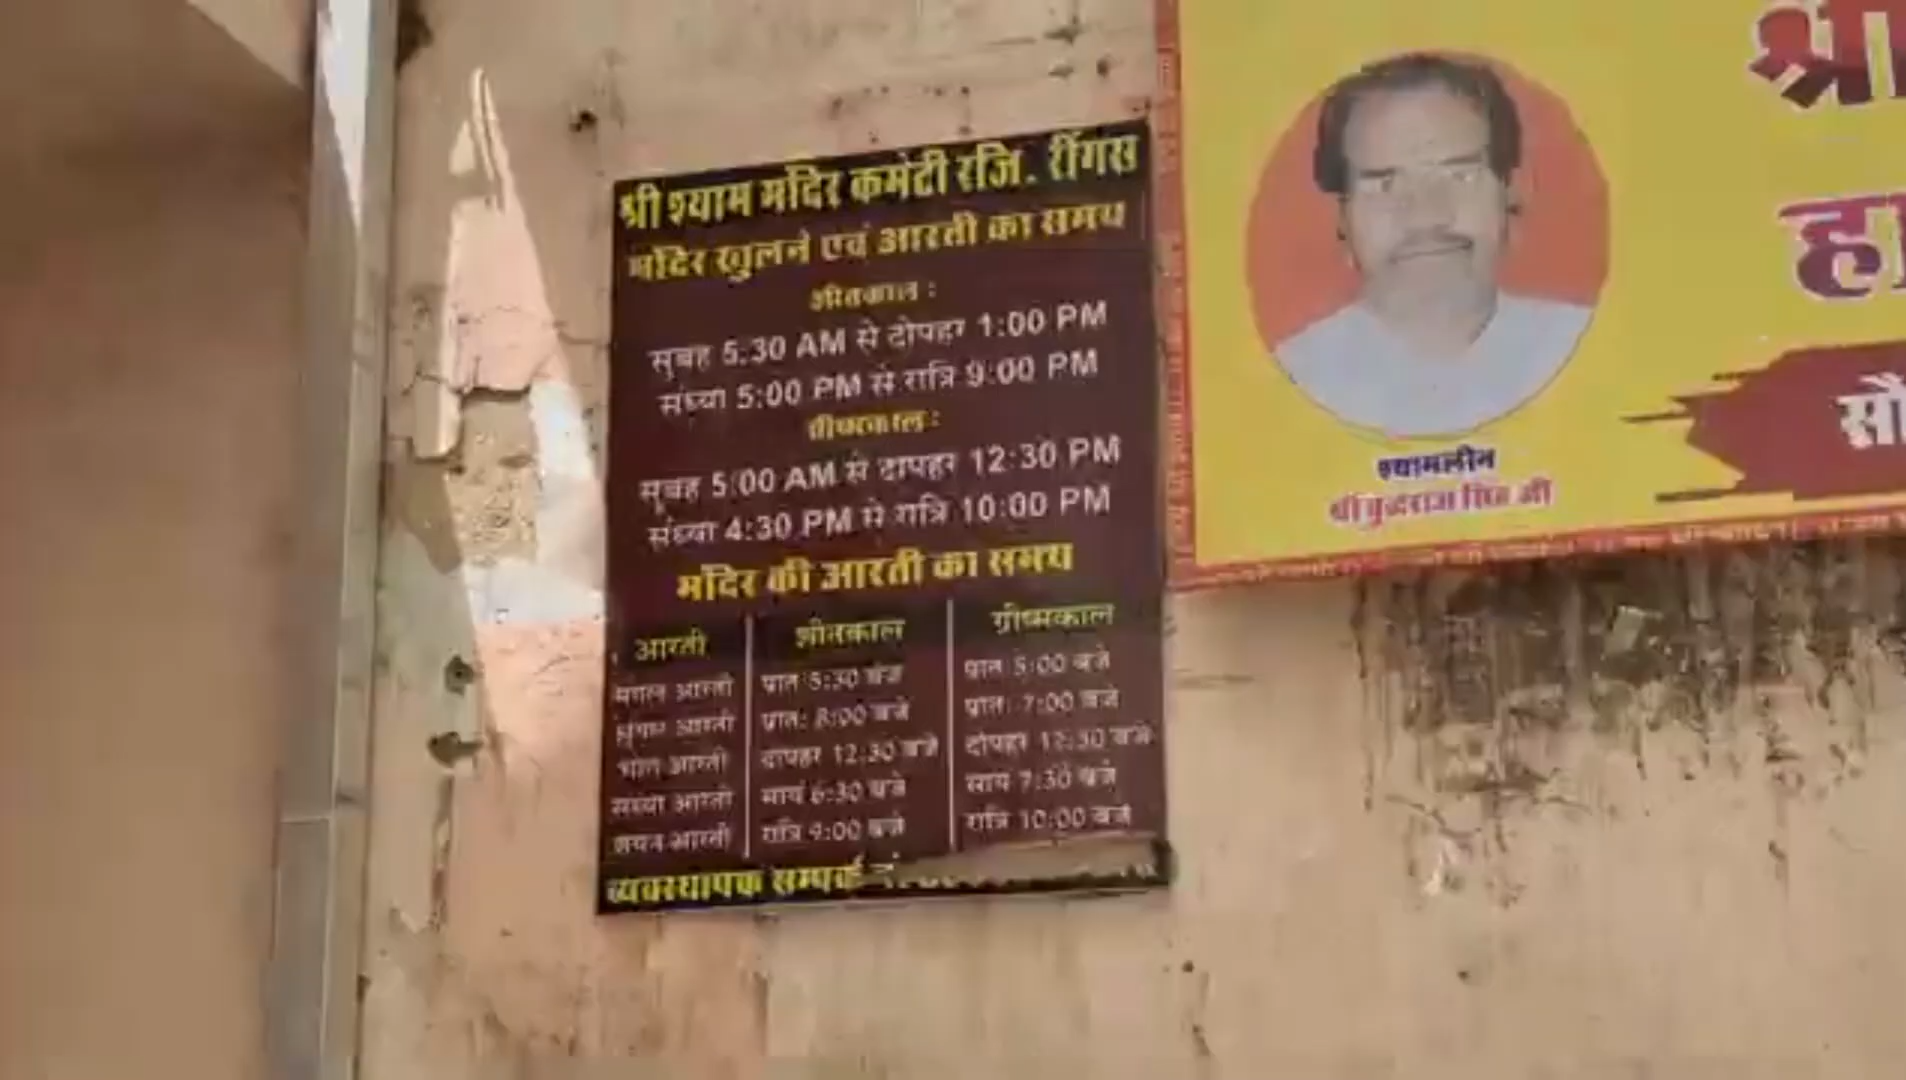 श्री श्याम मंदिर कमेटी रजि. रींगस
मंदिर खुलने एवं आरती का समय
शीतकाल :
सुबह 5:30 AM से दोपहर 1:00 PM
संध्या 5:00 PM से रात्रि 9:00 PM
ग्रीष्मकाल :
सुबह 5:00 AM से दोपहर 12:30 PM
संध्या 4:30 PM से रात्रि 10:00 PM
मंदिर की आरती का समय
आरती शीतकाल ग्रीष्मकाल
मंगल आरती प्रात 5:30 बजे प्रात 5:00 बजे
श्रृंगार आरती प्रात: 8:00 बजे प्रात: 7:00 बजे
भोग आरती दोपहर 12:30 बजे दोपहर 12:30 बजे
संध्या आरती सायं 6:30 बजे सायं 7:30 बजे
शयन आरती रात्रि 9:00 बजे रात्रि 10:00 बजे
व्यवस्थापक सम्पर्क
श्री
हा
सौ
श्यामलीन